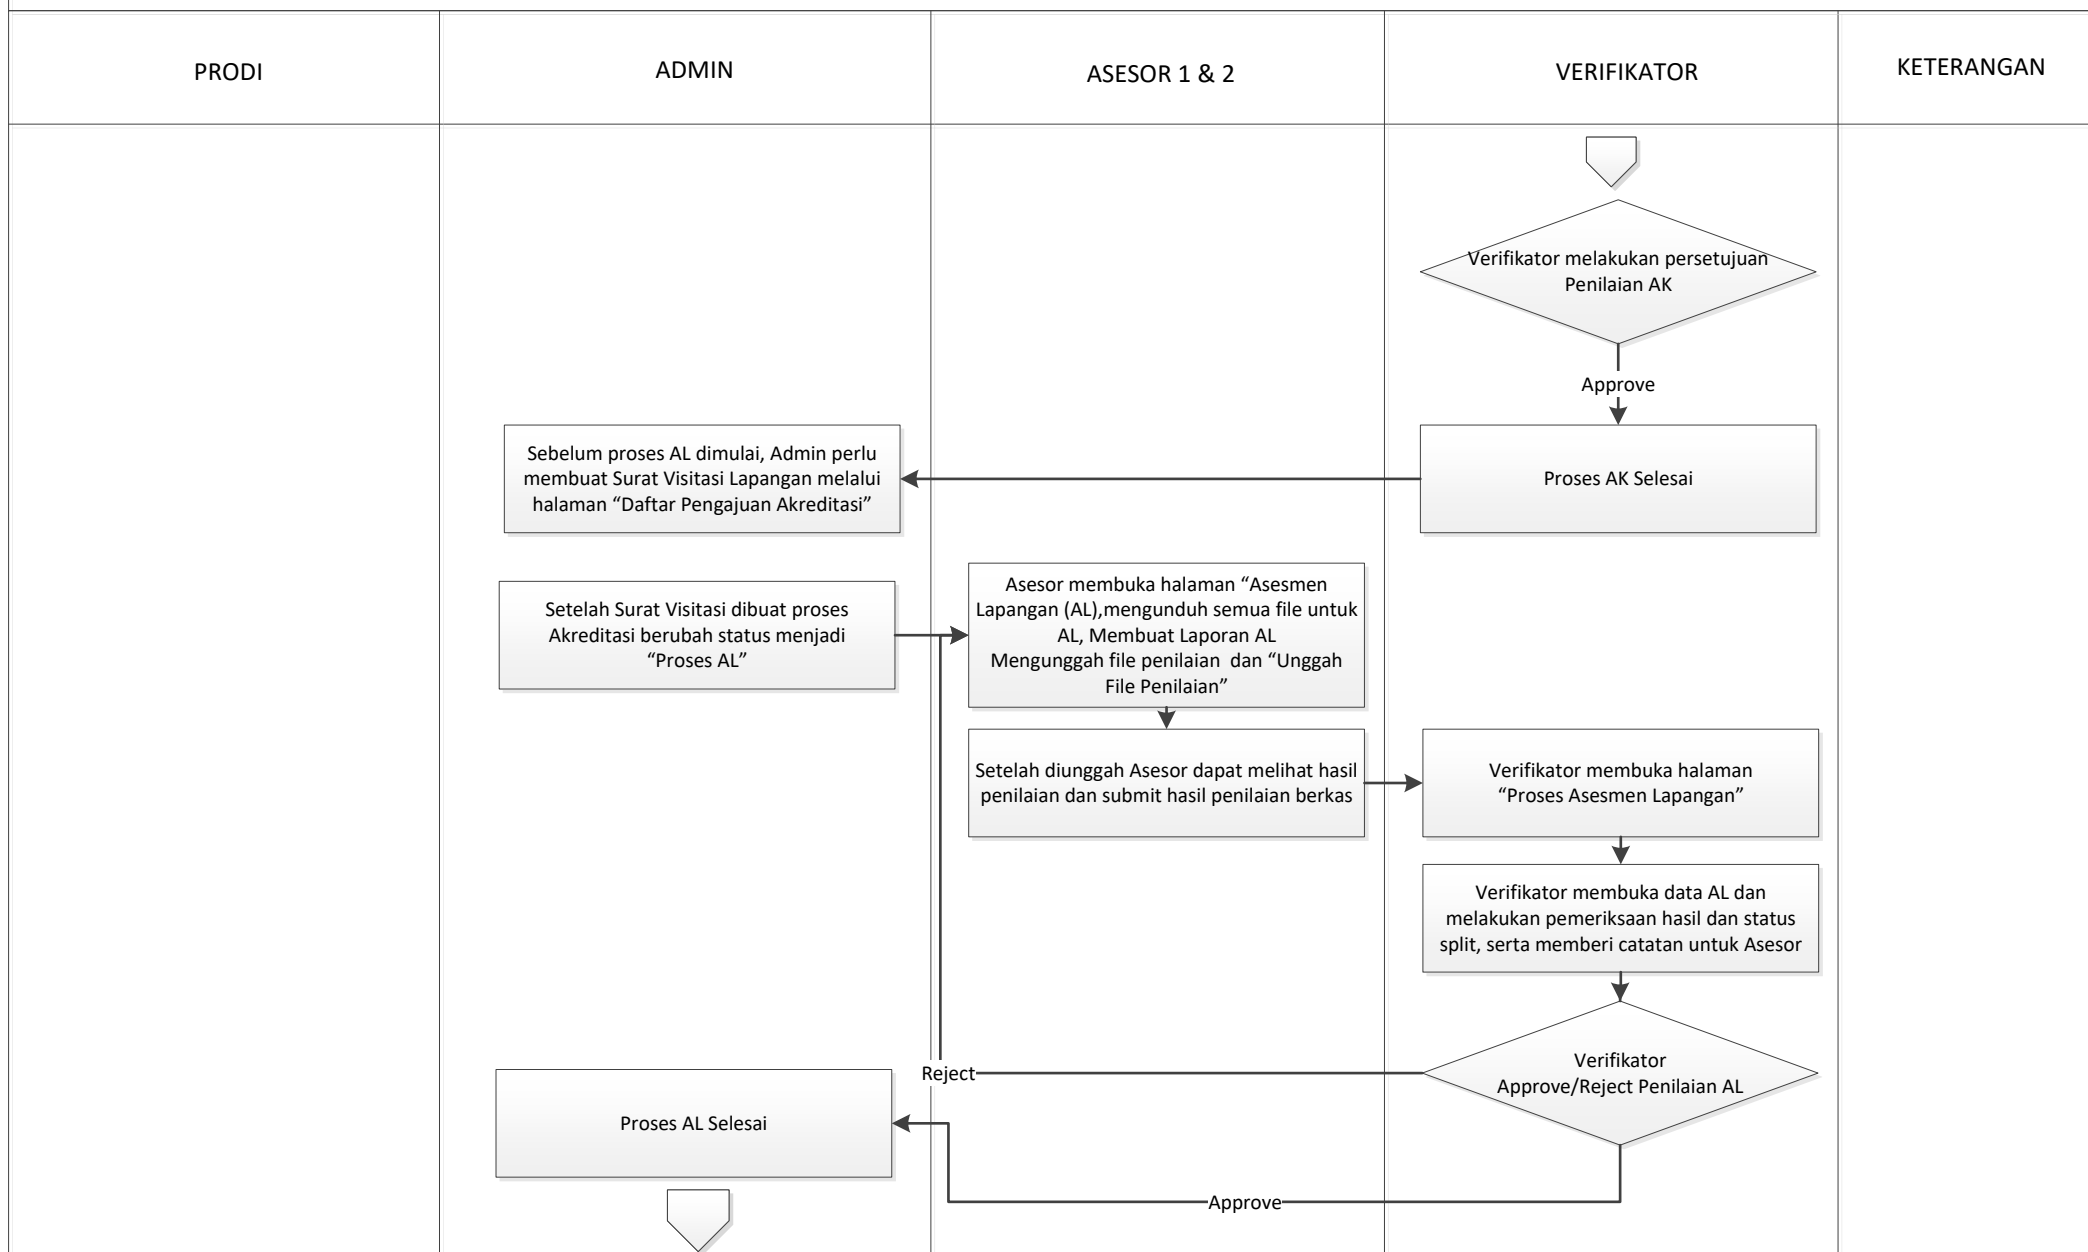 PRODI
ADMIN
ASESOR 1 & 2
VERIFIKATOR
KETERANGAN
Verifikator melakukan persetujuan
Penilaian AK
Approve
Sebelum proses AL dimulai, Admin perlu
membuat Surat Visitasi Lapangan melalui
halaman “Daftar Pengajuan Akreditasi”
Proses AK Selesai
Setelah Surat Visitasi dibuat proses
Akreditasi berubah status menjadi
“Proses AL”
Asesor membuka halaman “Asesmen
Lapangan (AL),mengunduh semua file untuk
AL, Membuat Laporan AL
Mengunggah file penilaian  dan “Unggah
File Penilaian”
Setelah diunggah Asesor dapat melihat hasil
penilaian dan submit hasil penilaian berkas
Verifikator membuka halaman
“Proses Asesmen Lapangan”
Verifikator membuka data AL dan
melakukan pemeriksaan hasil dan status
split, serta memberi catatan untuk Asesor
Verifikator
Approve/Reject Penilaian AL
Reject
Proses AL Selesai
Approve